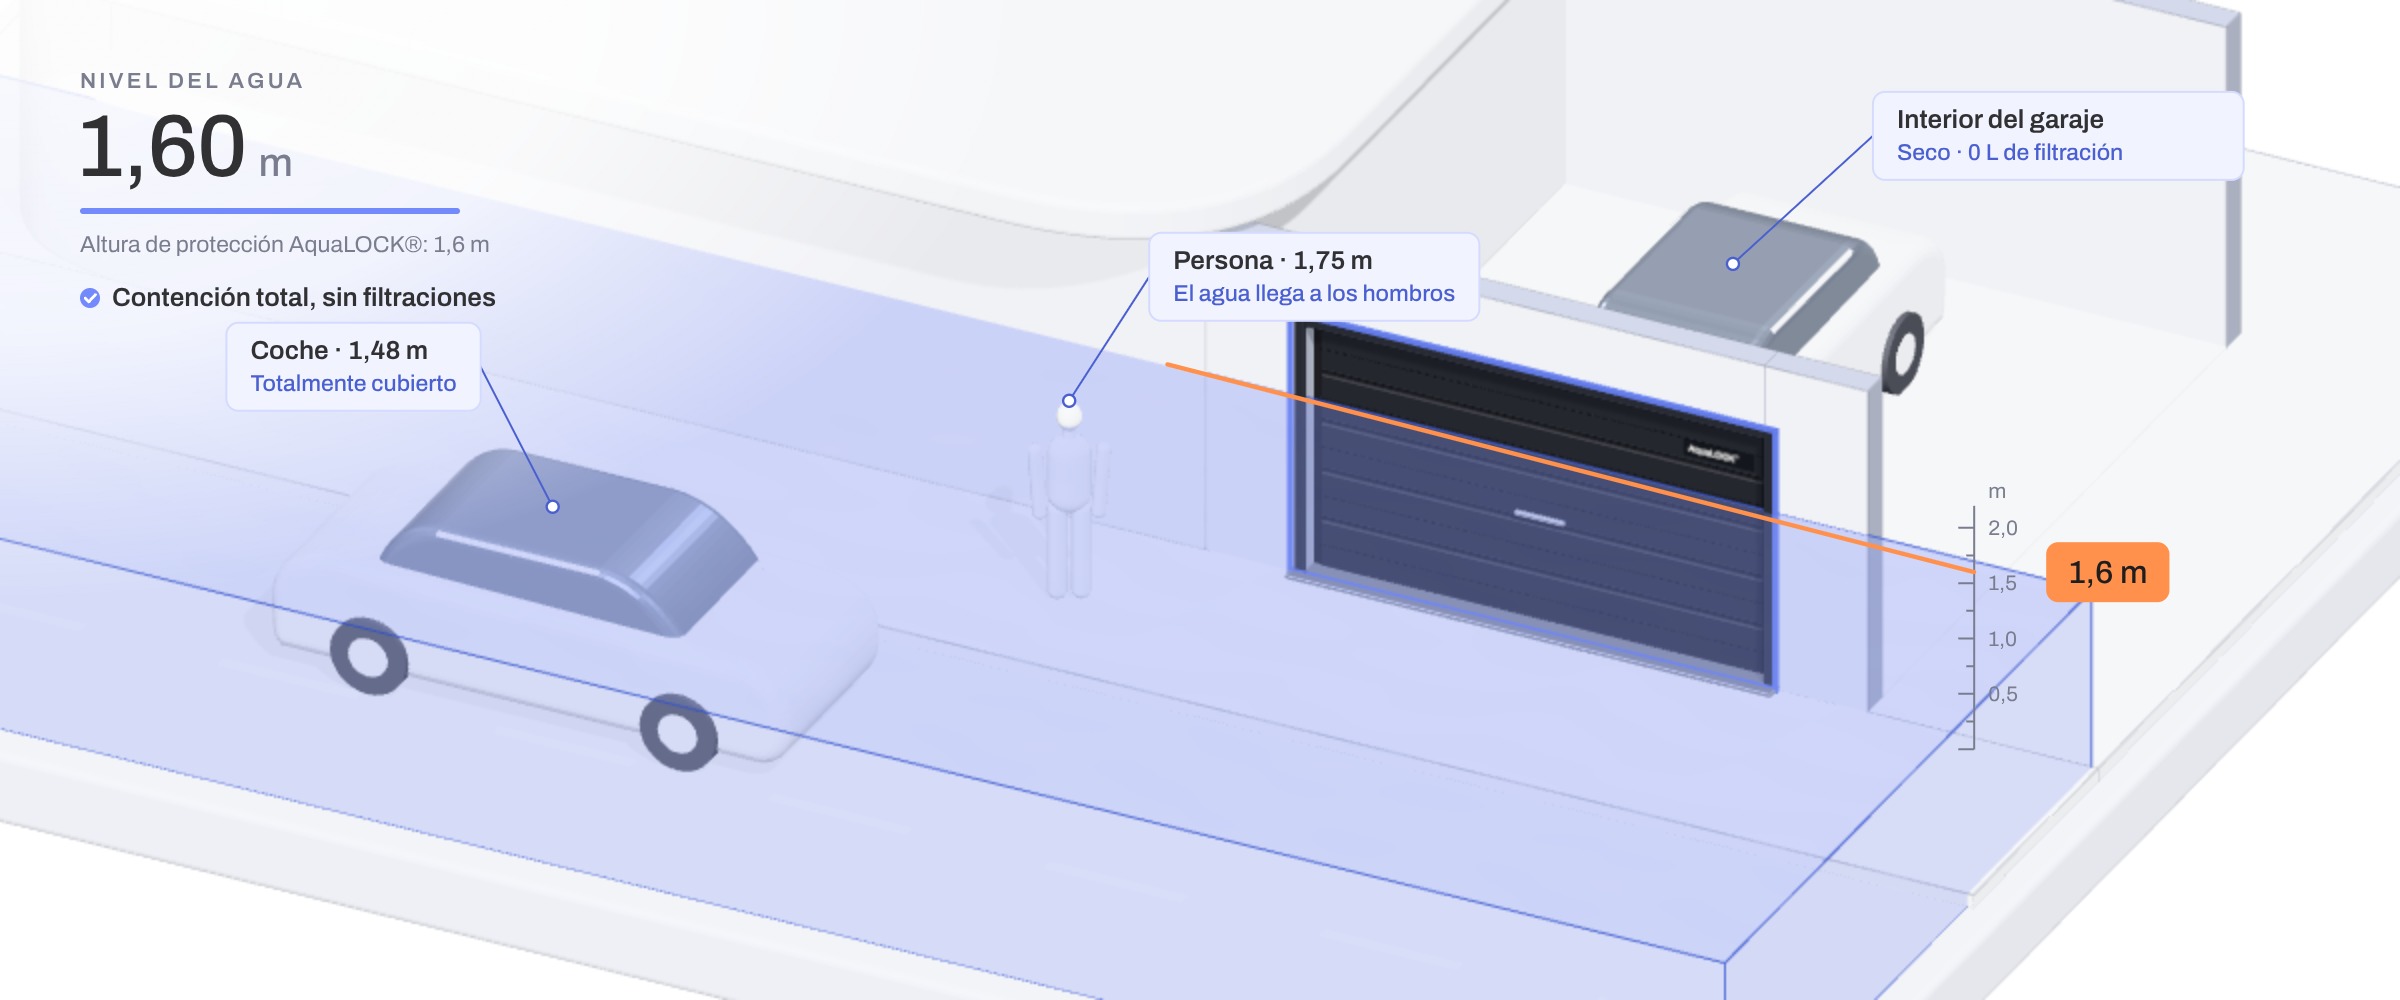 NIVEL DEL AGUA
1,60 m
Altura de protección AquaLOCK®: 1,6 m
Contención total, sin filtraciones
Coche · 1,48 m
Totalmente cubierto
Persona · 1,75 m
El agua llega a los hombros
Interior del garaje
Seco · 0 L de filtración
AquaLOCK
m
2,0
1,5
1,0
0,5
1,6 m